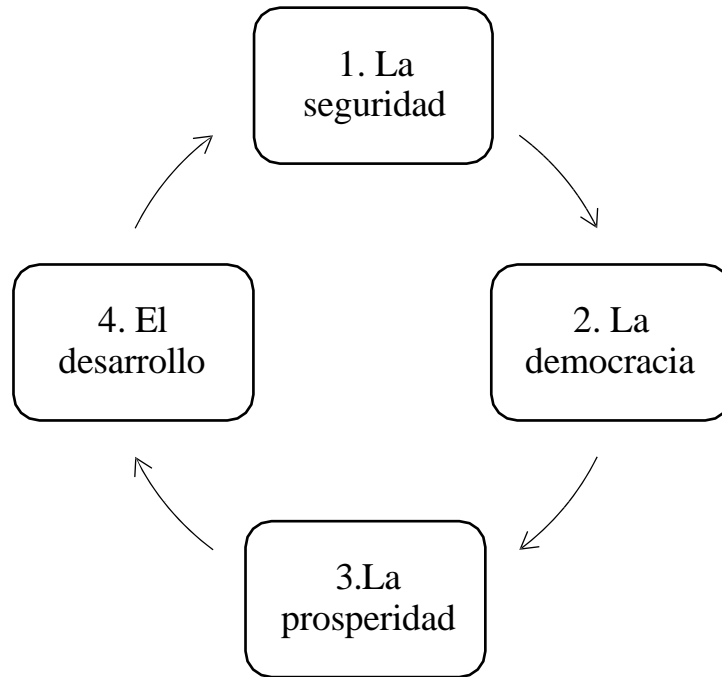 1. La
seguridad
2. La
democracia
3.La
prosperidad
4. El
desarrollo